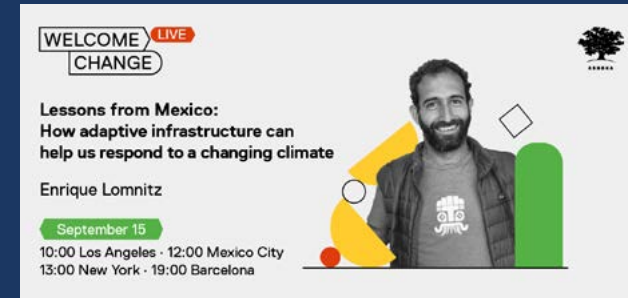 WELCOME LIVE
CHANGE
ASHOKA
Lessons from Mexico:
How adaptive infrastructure can
help us respond to a changing climate
Enrique Lomnitz
September 15
10:00 Los Angeles · 12:00 Mexico City
13:00 New York · 19:00 Barcelona